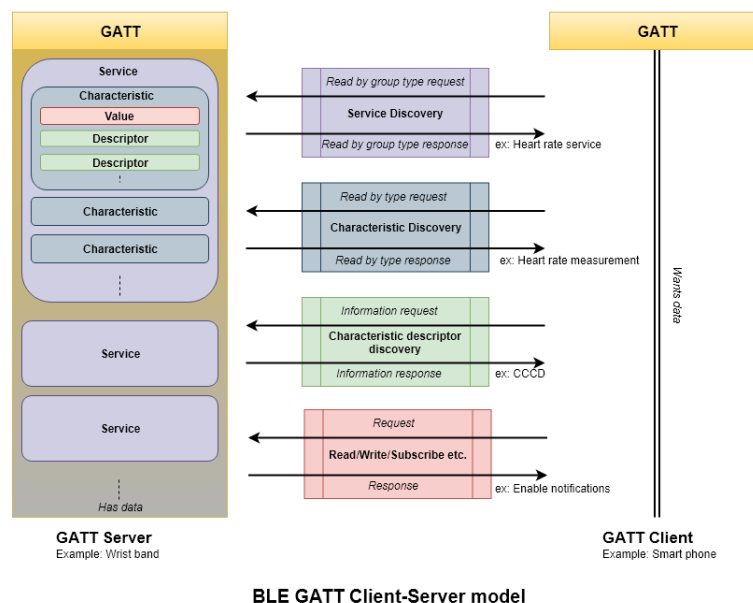 GATT
GATT
Service
Characteristic
Value
Descriptor
Descriptor
Characteristic
Characteristic
Service
Service
Has data
Read by group type request
Service Discovery
Read by group type response
ex: Heart rate service
Read by type request
Characteristic Discovery
Read by type response
ex: Heart rate measurement
Information request
Characteristic descriptor
discovery
Information response
ex: CCCD
Request
Read/Write/Subscribe etc.
Response
ex: Enable notifications
Wants data
GATT Server
Example: Wrist band
GATT Client
Example: Smart phone
BLE GATT Client-Server model